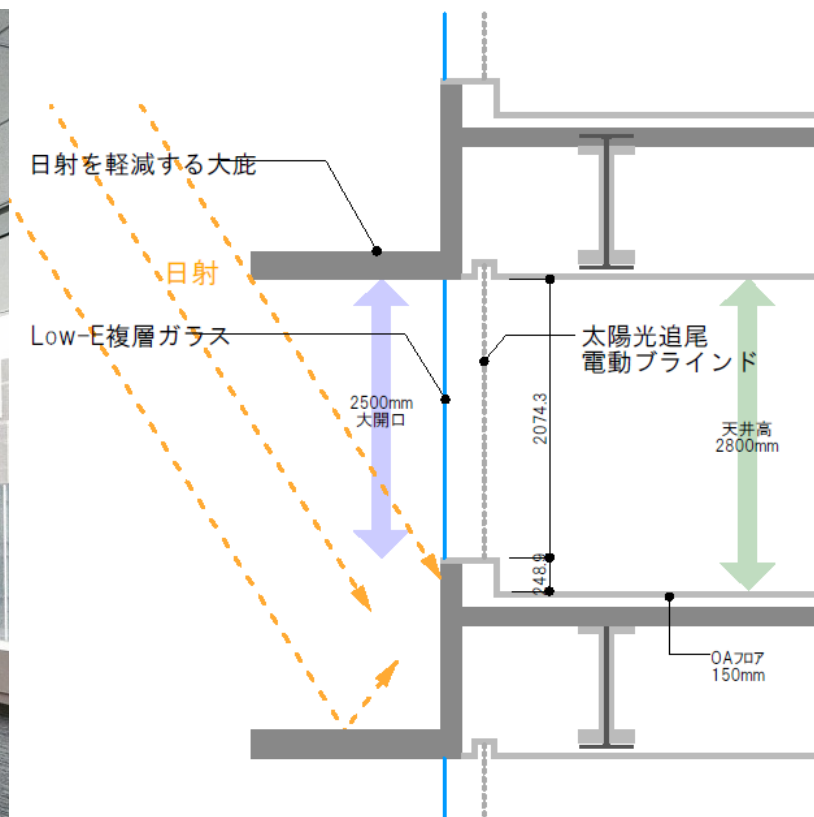 日射を軽減する大庇
日射
Low-E複層ガラス
太陽光追尾
電動ブラインド
2500mm
大開口
2074.3
天井高
2800mm
248.9
OAフロア
150mm